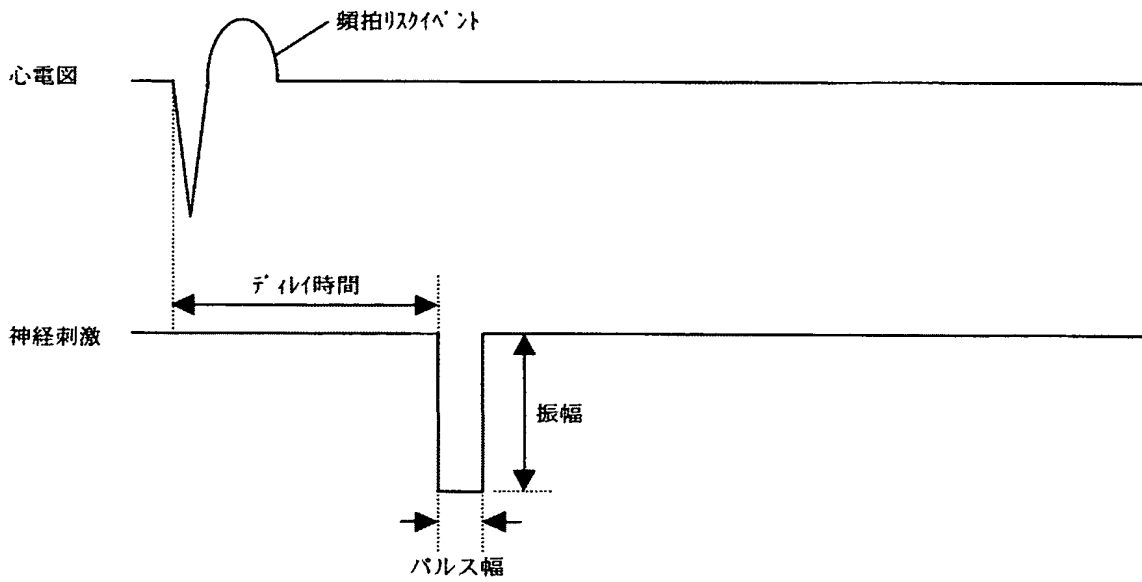 頻拍ﾘｽｸｲﾍﾞﾝﾄ
心電図
ﾃﾞｨﾚｲ時間
神経刺激
振幅
パルス幅